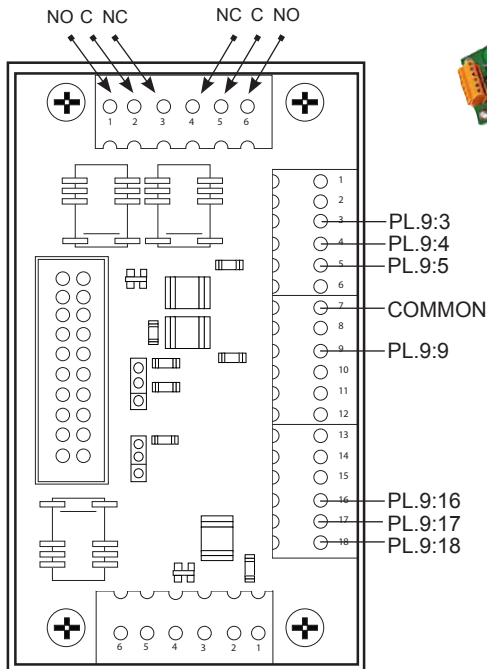 NO C NC NC C NO
1 2 3 4 5 6
1
2
3 PL.9:3
4 PL.9:4
5 PL.9:5
6
7 COMMON
8
9 PL.9:9
10
11
12
13
14
15
16 PL.9:16
17 PL.9:17
18 PL.9:18
6 5 4 3 2 1